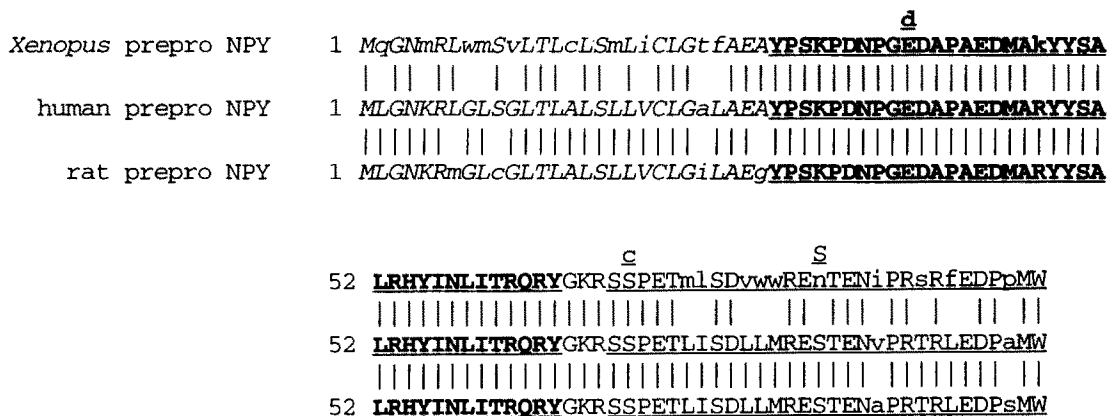 d
Xenopus prepro NPY 1 MqGNmRLwmSvLTLcLSmLiCLGtfAEAYPSKPDNPGEDAPAEDMAkYYSA
human prepro NPY 1 MLGNKRLGLSGLTLALSLLVCLGaLAEAYPSKPDNPGEDAPAEDMARYYSA
rat prepro NPY 1 MLGNKRmGLcGLTLALSLLVCLGiLAEgYPSKPDNPGEDAPAEDMARYYSA
c S
52 LRHYINLITRQRYGKRSSPETmlSDvwwRENTENiPRsRfEDPpMW
52 LRHYINLITRQRYGKRSSPETLISDLLMRESTENvPRTRLEDPaMW
52 LRHYINLITRQRYGKRSSPETLISDLLMRESTENaPRTRLEDPsMW